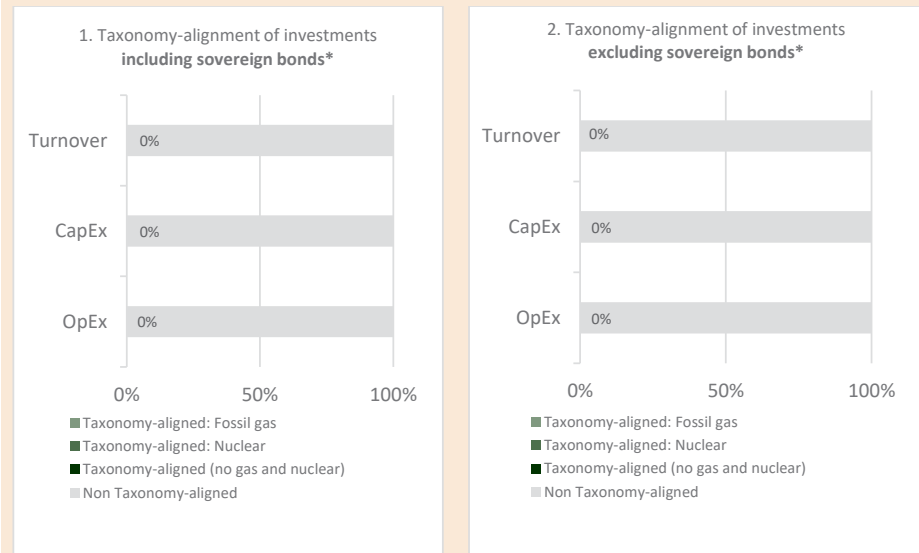 1. Taxonomy-alignment of investments
including sovereign bonds*
Turnover
0%
CapEx
0%
OpEx
0%
0%
50%
100%
Taxonomy-aligned: Fossil gas
Taxonomy-aligned: Nuclear
Taxonomy-aligned (no gas and nuclear)
Non Taxonomy-aligned
2. Taxonomy-alignment of investments
excluding sovereign bonds*
Turnover
0%
CapEx
0%
OpEx
0%
0%
50%
100%
Taxonomy-aligned: Fossil gas
Taxonomy-aligned: Nuclear
Taxonomy-aligned (no gas and nuclear)
Non Taxonomy-aligned